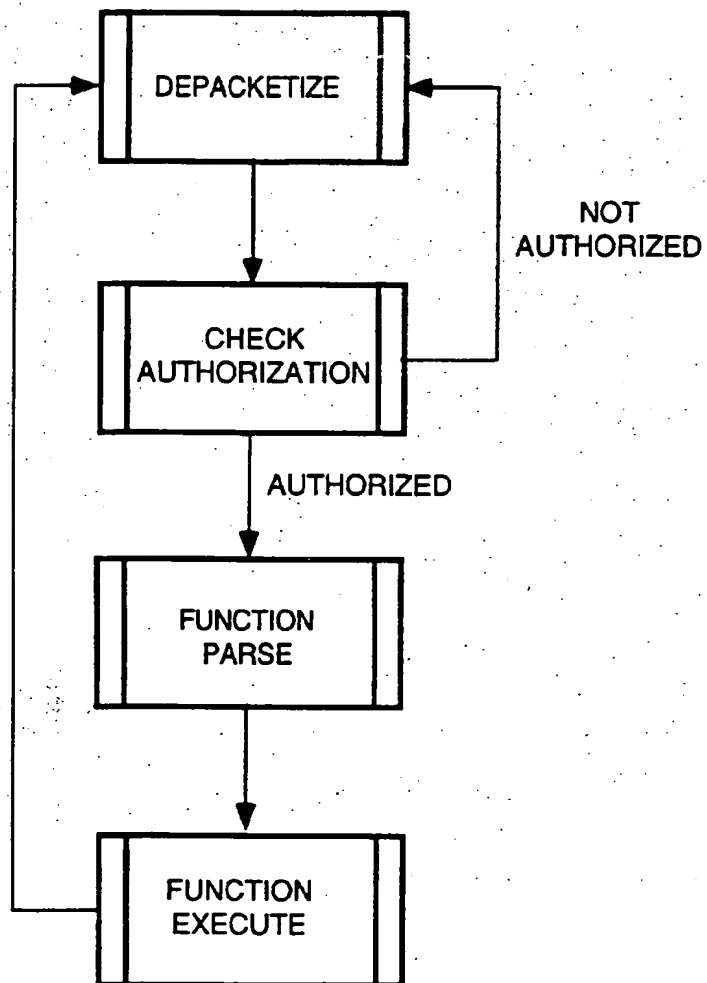 DEPACKETIZE
NOT
AUTHORIZED
CHECK
AUTHORIZATION
AUTHORIZED
FUNCTION
PARSE
FUNCTION
EXECUTE